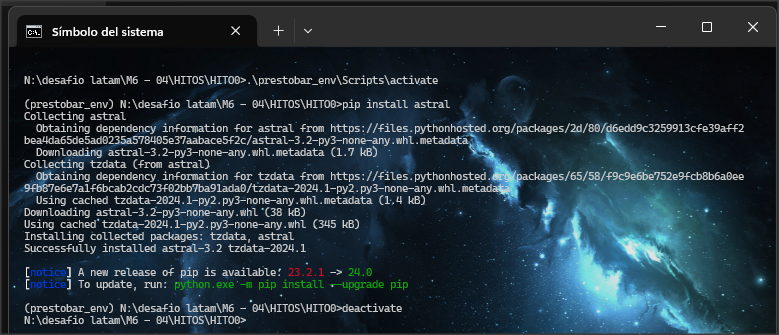 Símbolo del sistema
N:\desafio latam\M6 - 04\HITOS\HITO0>.\prestobar_env\Scripts\activate
(prestobar_env) N:\desafio latam\M6 - 04\HITOS\HITO0>pip install astral
Collecting astral
Obtaining dependency information for astral from https://files.pythonhosted.org/packages/2d/80/d6edd9c3259913cfe39aff2
bea4da65de5ad0235a578405e37aabace5f2c/astral-3.2-py3-none-any.whl.metadata
Downloading astral-3.2-py3-none-any.whl.metadata (1.7 kB)
Collecting tzdata (from astral)
Obtaining dependency information for tzdata from https://files.pythonhosted.org/packages/65/58/f9c9e6be752e9fcb8b6a0ee
9fb87e6e7a1f6bcab2cdc73f02bb7ba91ada0/tzdata-2024.1-py2.py3-none-any.whl.metadata
Using cached tzdata-2024.1-py2.py3-none-any.whl.metadata (1.4 kB)
Downloading astral-3.2-py3-none-any.whl (38 kB)
Using cached tzdata-2024.1-py2.py3-none-any.whl (345 kB)
Installing collected packages: tzdata, astral
Successfully installed astral-3.2 tzdata-2024.1
[notice] A new release of pip is available: 23.2.1 -> 24.0
[notice] To update, run: python.exe -m pip install --upgrade pip
(prestobar_env) N:\desafio latam\M6 - 04\HITOS\HITO0>deactivate
N:\desafio latam\M6 - 04\HITOS\HITO0>